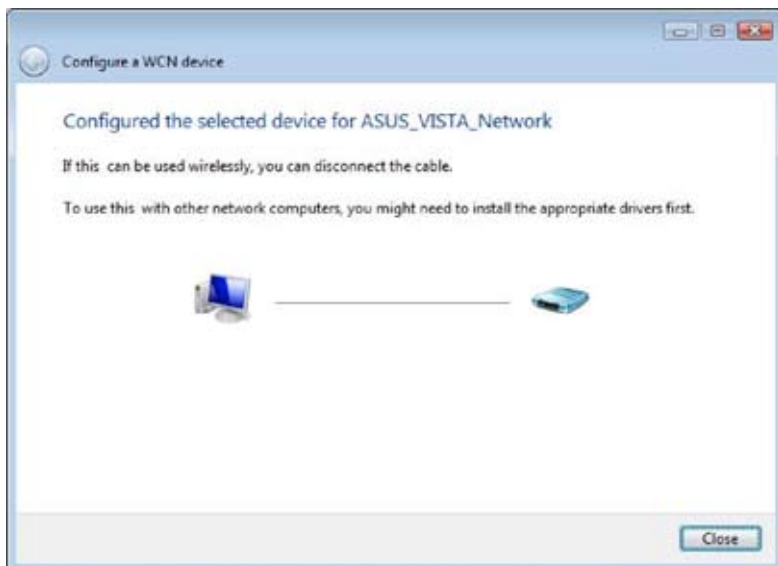 Configure a WCN device
Configured the selected device for ASUS_VISTA_Network
If this  can be used wirelessly, you can disconnect the cable.
To use this  with other network computers, you might need to install the appropriate drivers first.
Close